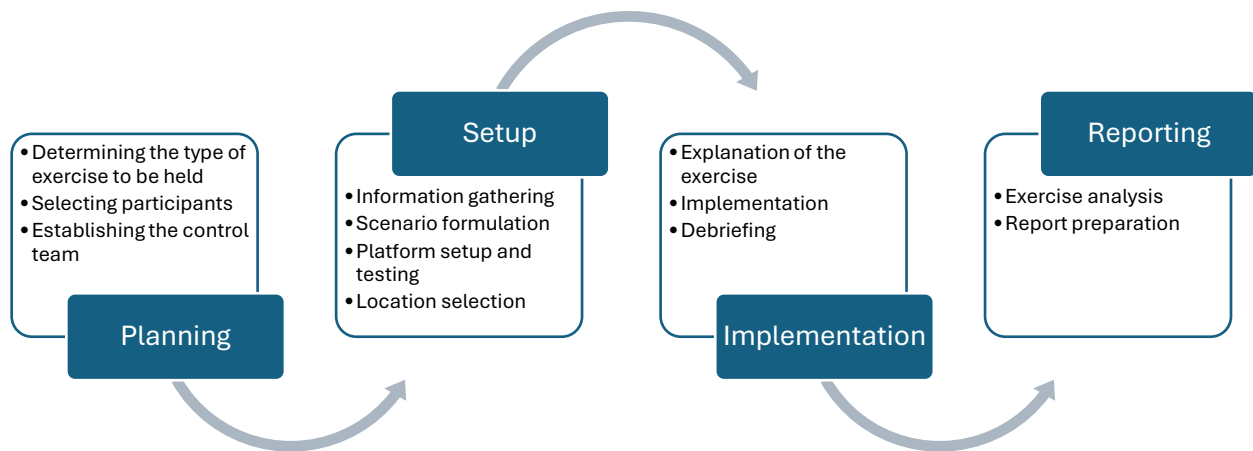 • Determining the type of
exercise to be held
• Selecting participants
• Establishing the control
team
Planning
Setup
• Information gathering
• Scenario formulation
• Platform setup and
testing
• Location selection
• Explanation of the
exercise
• Implementation
• Debriefing
Implementation
Reporting
• Exercise analysis
• Report preparation